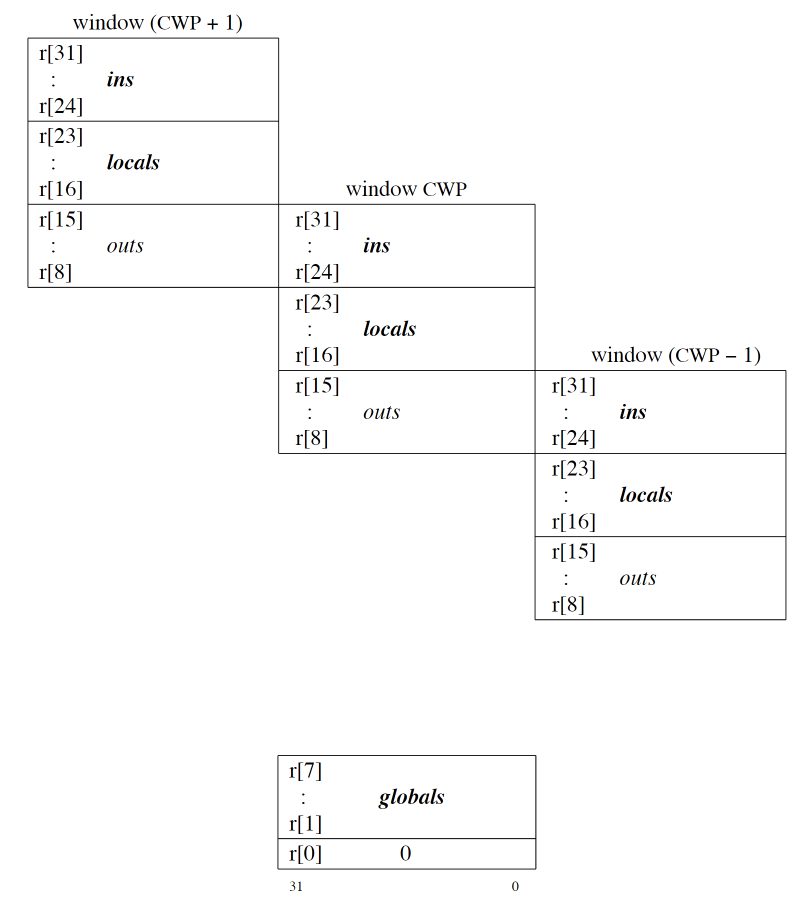 window (CWP + 1)
r[31]
: ins
r[24]
r[23]
: locals
r[16]
window CWP
r[15] r[31]
: outs : ins
r[8] r[24]
r[23]
: locals
r[16]
window (CWP − 1)
r[15] r[31]
: outs : ins
r[8] r[24]
r[23]
: locals
r[16]
r[15]
: outs
r[8]
r[7]
: globals
r[1]
r[0] 0
31 0